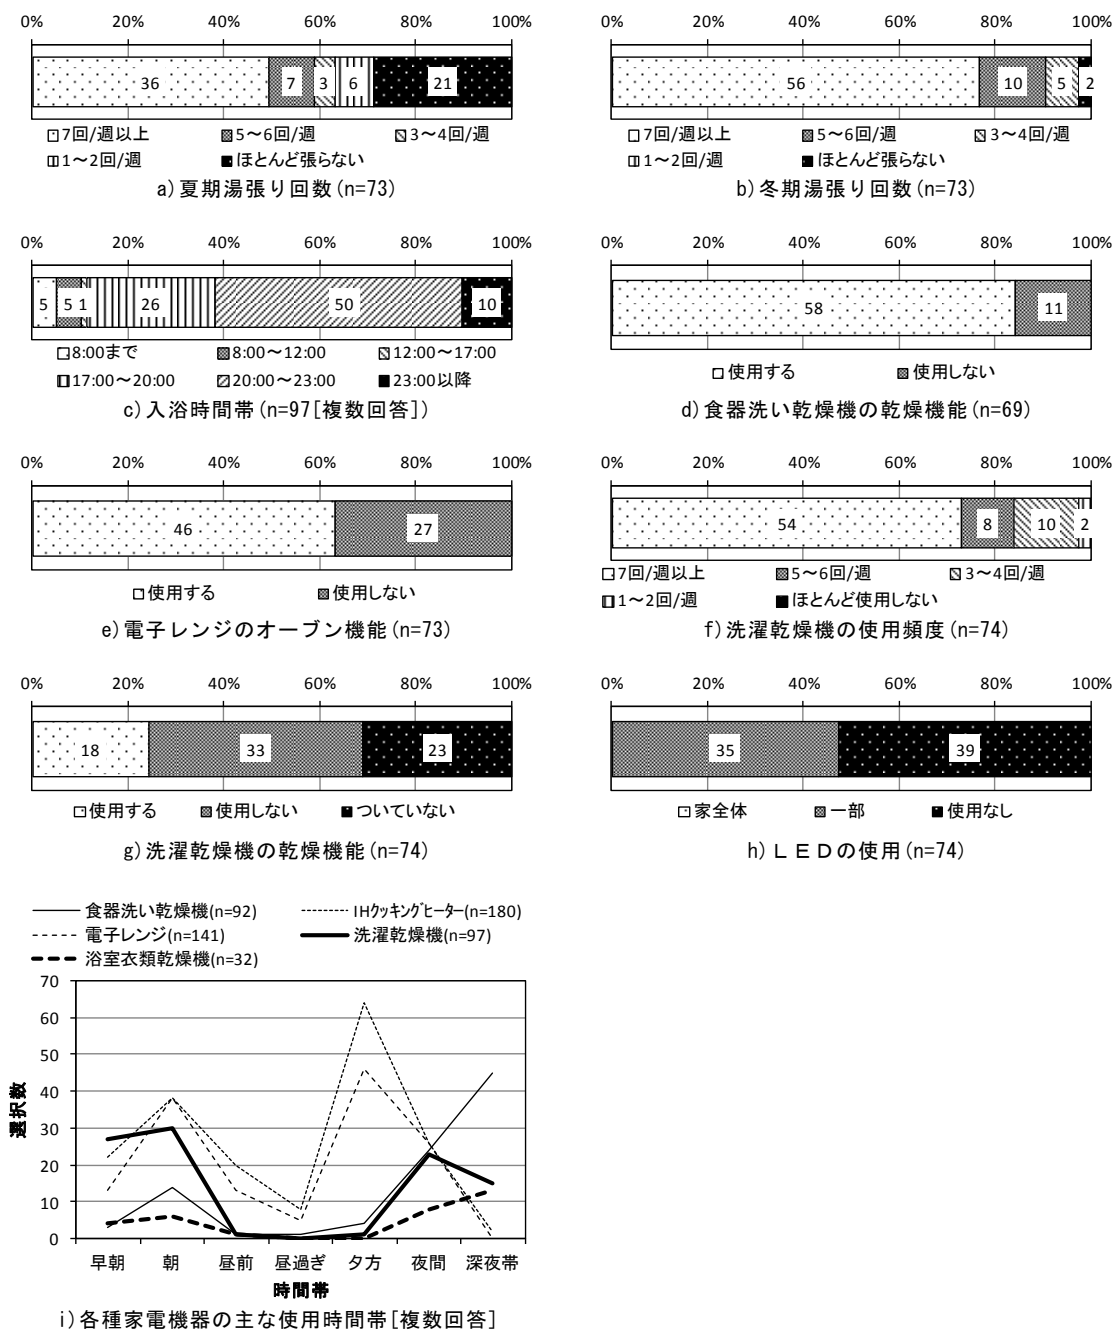 0% 20% 40% 60% 80% 100%
36 7 3 6 21
7回/週以上 5～6回/週 3～4回/週
1～2回/週 ほとんど張らない
a)夏期湯張り回数(n=73)
0% 20% 40% 60% 80% 100%
56 10 5 2
7回/週以上 5～6回/週 3～4回/週
1～2回/週 ほとんど張らない
b)冬期湯張り回数(n=73)
0% 20% 40% 60% 80% 100%
5 5 1 26 50 10
8:00まで 8:00～12:00 12:00～17:00
17:00～20:00 20:00～23:00 23:00以降
c)入浴時間帯(n=97[複数回答])
0% 20% 40% 60% 80% 100%
58 11
使用する 使用しない
d)食器洗い乾燥機の乾燥機能(n=69)
0% 20% 40% 60% 80% 100%
46 27
使用する 使用しない
e)電子レンジのオーブン機能(n=73)
0% 20% 40% 60% 80% 100%
54 8 10 2
7回/週以上 5～6回/週 3～4回/週
1～2回/週 ほとんど使用しない
f)洗濯乾燥機の使用頻度(n=74)
0% 20% 40% 60% 80% 100%
18 33 23
使用する 使用しない ついていない
g)洗濯乾燥機の乾燥機能(n=74)
0% 20% 40% 60% 80% 100%
35 39
家全体 一部 使用なし
h)ＬＥＤの使用(n=74)
食器洗い乾燥機(n=92) IHｸｯｷﾝｸﾞﾋｰﾀｰ(n=180)
電子レンジ(n=141) 洗濯乾燥機(n=97)
浴室衣類乾燥機(n=32)
70
60
50
40
30
20
10
0
選択数
早朝 朝 昼前 昼過ぎ 夕方 夜間 深夜帯
時間帯
i)各種家電機器の主な使用時間帯[複数回答]